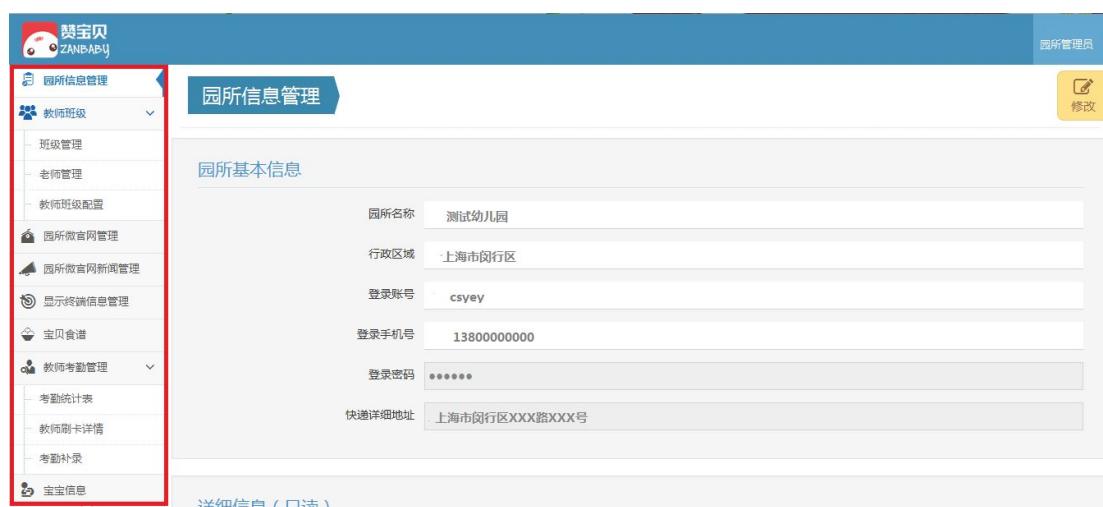 赞宝贝
ZANBABY
园所管理员
园所信息管理
教师班级
班级管理
老师管理
教师班级配置
园所微官网管理
园所微官网新闻管理
显示终端信息管理
宝贝食谱
教师考勤管理
考勤统计表
教师刷卡详情
考勤补录
宝宝信息
园所信息管理
修改
园所基本信息
园所名称 测试幼儿园
行政区域 上海市闵行区
登录账号 csyey
登录手机号 13800000000
登录密码 ●●●●●●
快递详细地址 上海市闵行区XXX路XXX号
详细信息(只读)